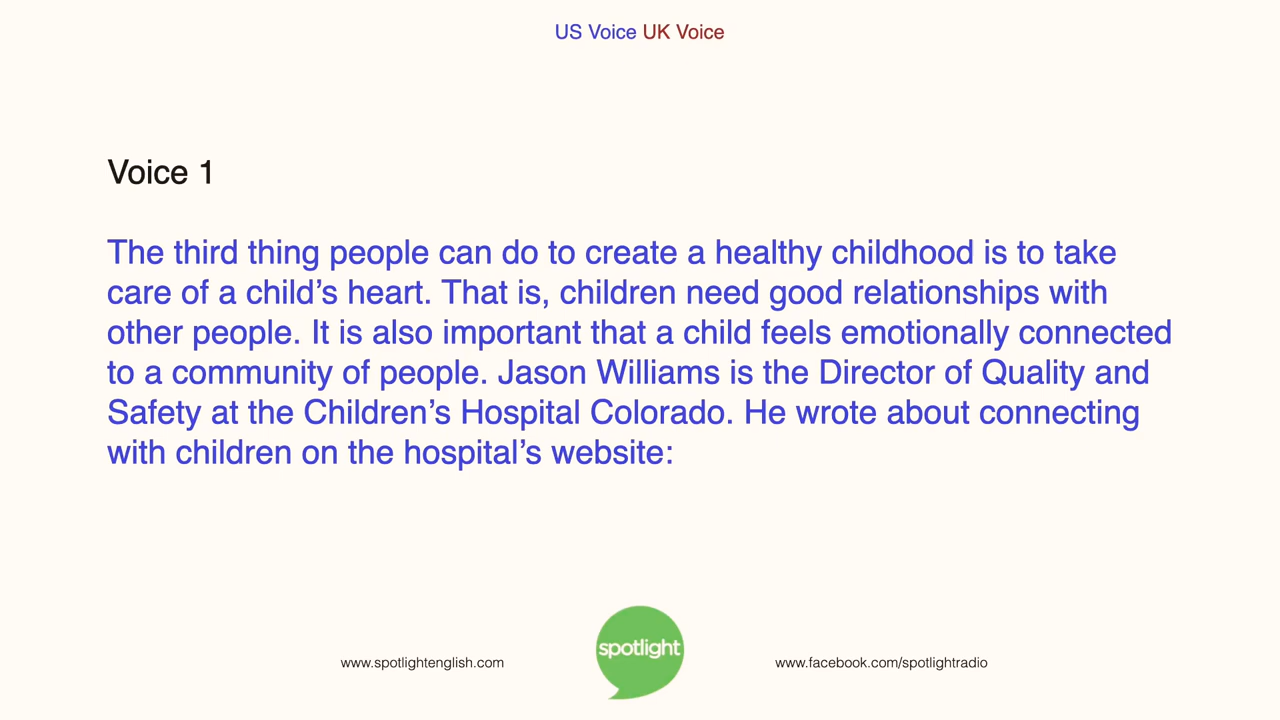 US Voice UK Voice
Voice 1
The third thing people can do to create a healthy childhood is to take
care of a child’s heart. That is, children need good relationships with
other people. It is also important that a child feels emotionally connected
to a community of people. Jason Williams is the Director of Quality and
Safety at the Children’s Hospital Colorado. He wrote about connecting
with children on the hospital’s website:
www.spotlightenglish.com
spotlight
www.facebook.com/spotlightradio